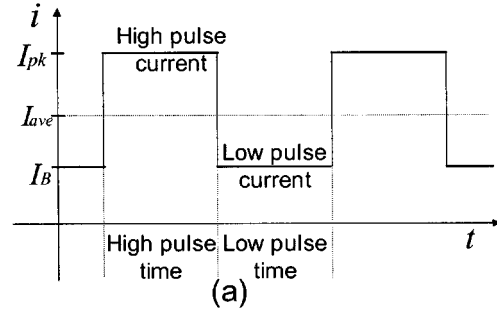 i
High pulse
current
I_pk
I_ave
Low pulse
current
I_B
t
High pulse
time
Low pulse
time
(a)